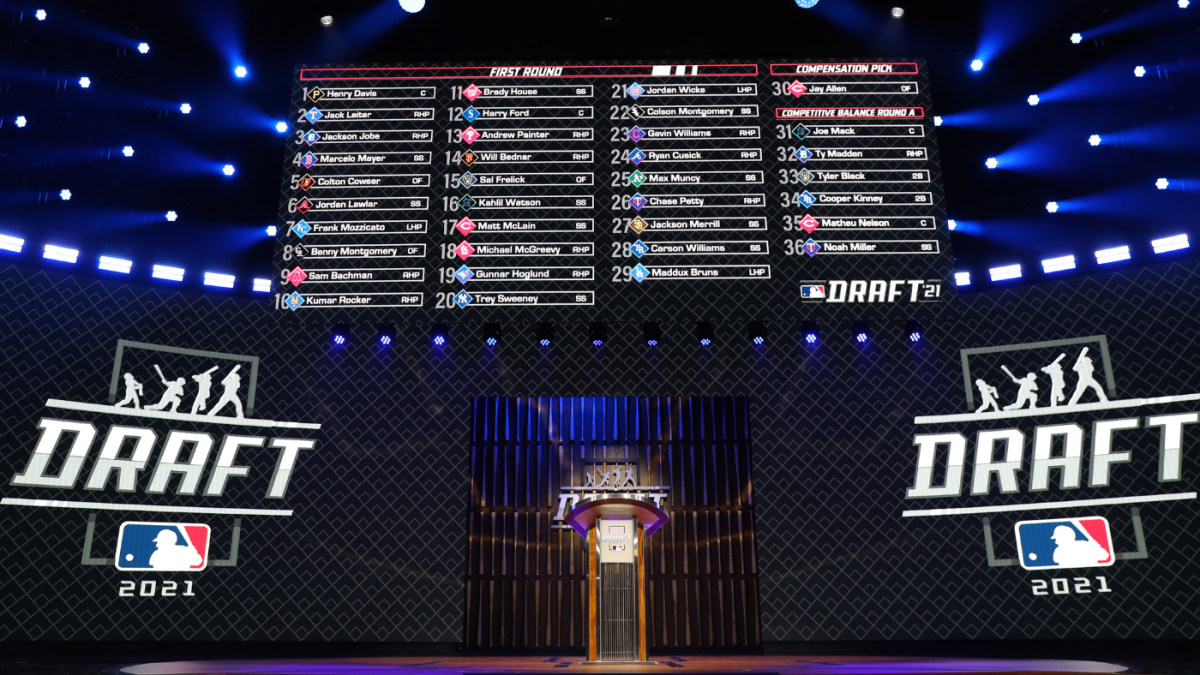 FIRST ROUND
1 Henry Davis C
2 Jack Leiter RHP
3 Jackson Jobe RHP
4 Marcelo Mayer SS
5 Colton Cowser OF
6 Jordan Lawlar SS
7 Frank Mozzicato LHP
8 Benny Montgomery OF
9 Sam Bachman RHP
10 Kumar Rocker RHP
11 Brady House SS
12 Harry Ford C
13 Andrew Painter RHP
14 Will Bednar RHP
15 Sal Frelick OF
16 Kahlil Watson SS
17 Matt McLain SS
18 Michael McGreevy RHP
19 Gunnar Hoglund RHP
20 Trey Sweeney SS
21 Jordan Wicks LHP
22 Colson Montgomery SS
23 Gavin Williams RHP
24 Ryan Cusick RHP
25 Max Muncy SS
26 Chase Petty RHP
27 Jackson Merrill SS
28 Carson Williams SS
29 Maddux Bruns LHP
COMPENSATION PICK
30 Jay Allen OF
COMPETITIVE BALANCE ROUND A
31 Joe Mack C
32 Ty Madden RHP
33 Tyler Black 2B
34 Cooper Kinney 2B
35 Matheu Nelson C
36 Noah Miller SS
DRAFT '21
DRAFT
2021
DRAFT
DRAFT
2021